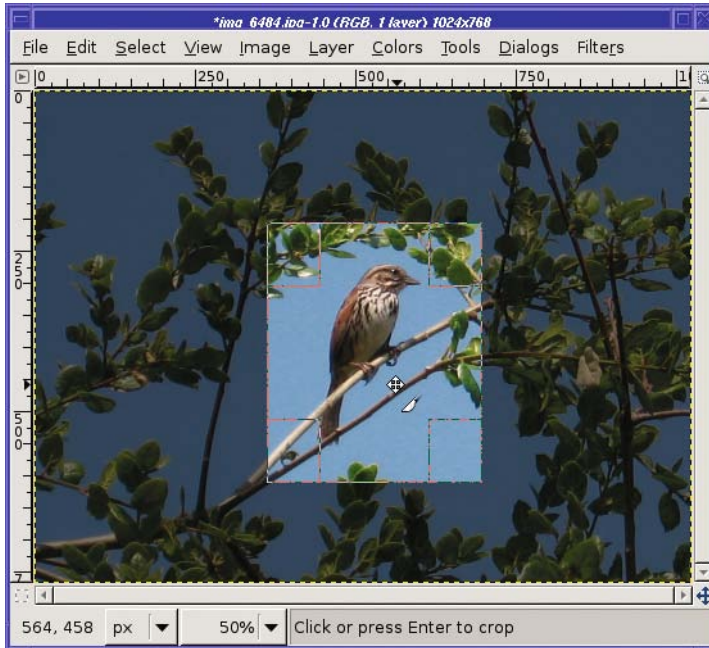 *img_6484.jpg-1.0 (RGB, 1 layer) 1024x768
File Edit Select View Image Layer Colors Tools Dialogs Filters
0 250 500 750
0
250
500
7
564, 458 px 50% Click or press Enter to crop